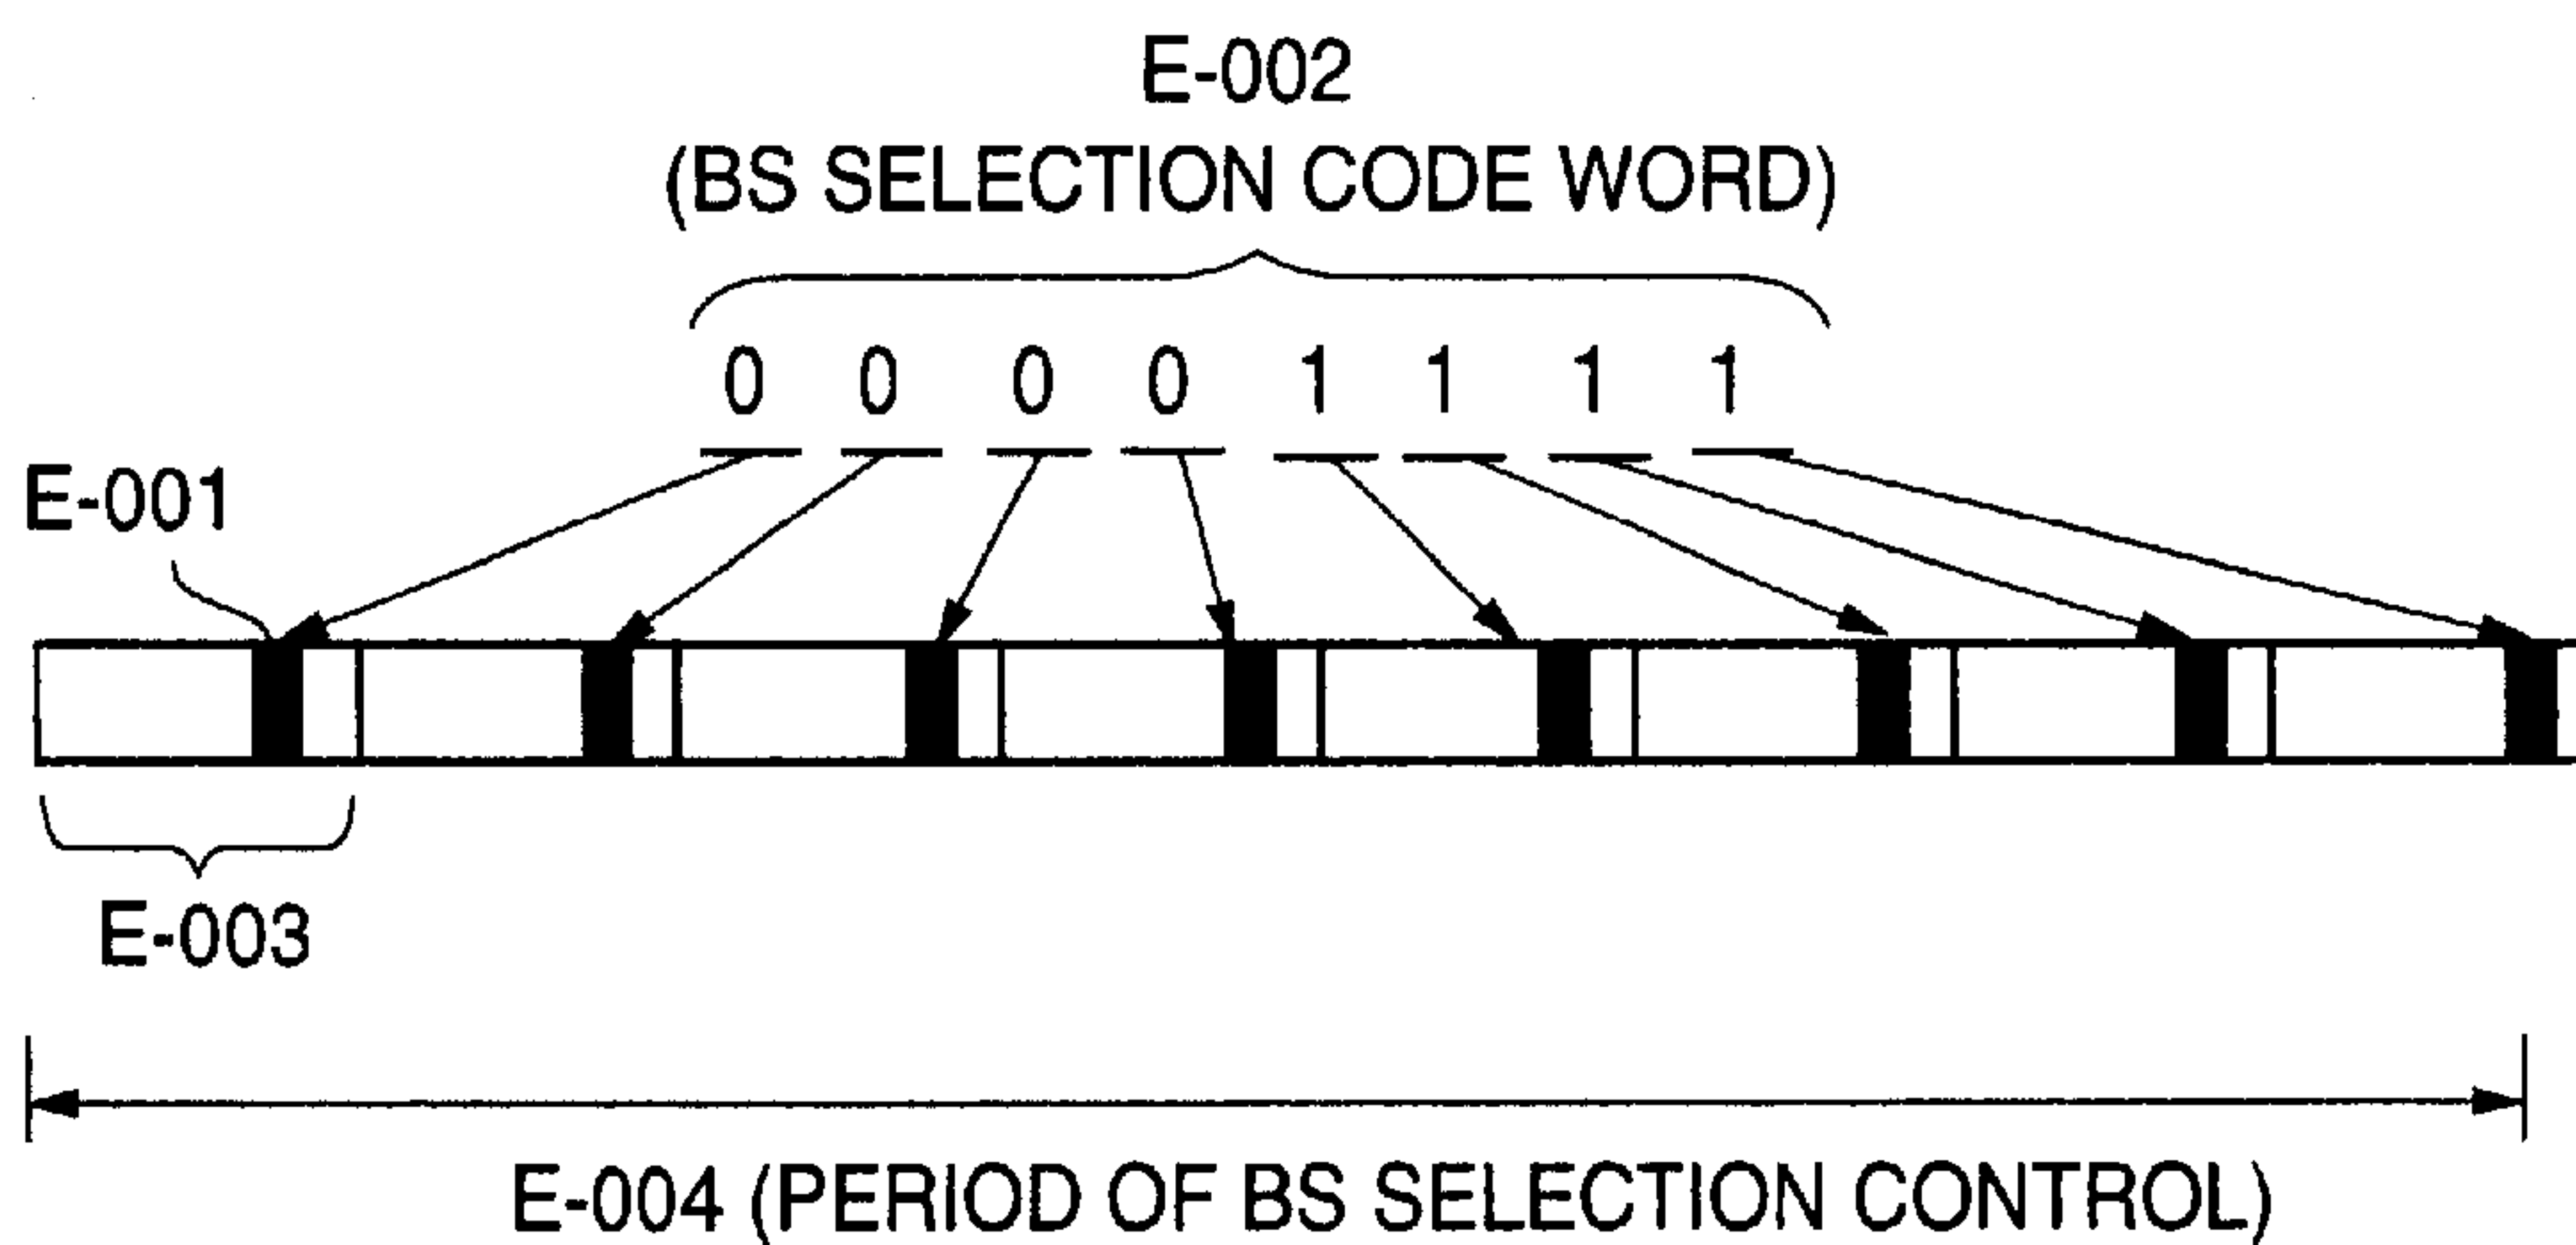 E-002
(BS SELECTION CODE WORD)
0 0 0 0 1 1 1 1
E-001
E-003
E-004 (PERIOD OF BS SELECTION CONTROL)